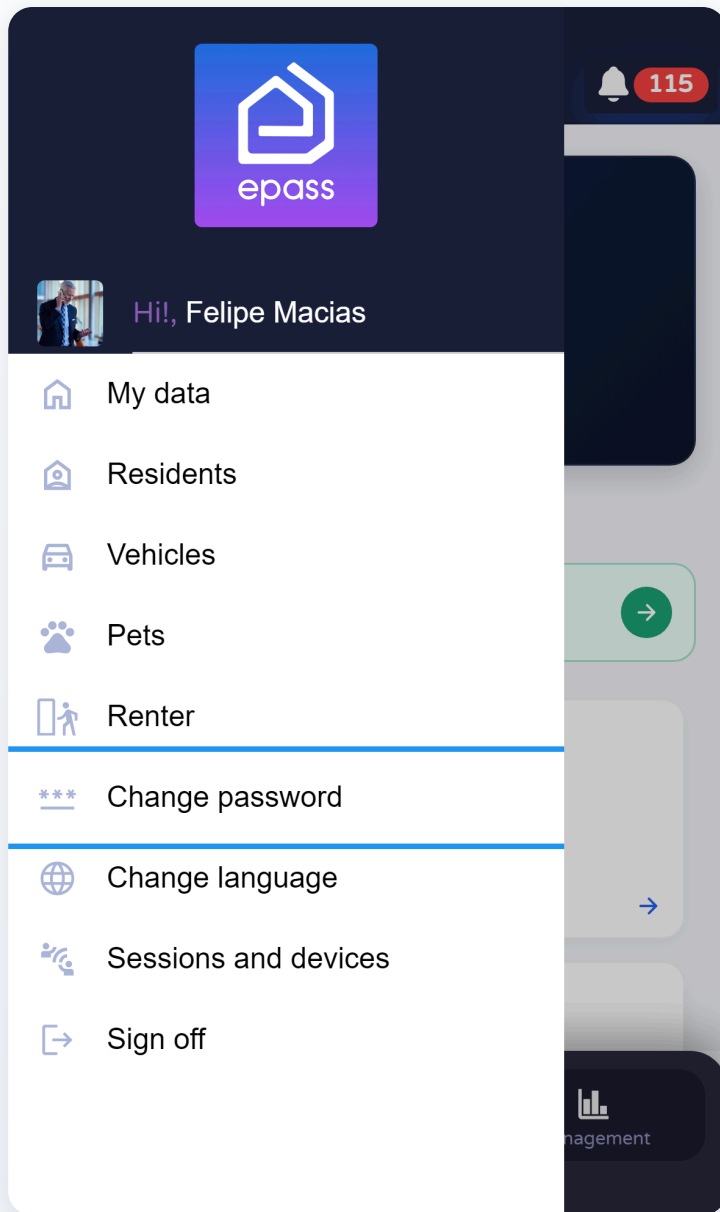 115
epass
Hi!, Felipe Macias
My data
Residents
Vehicles
Pets
Renter
*** Change password
Change language
Sessions and devices
Sign off
nagement